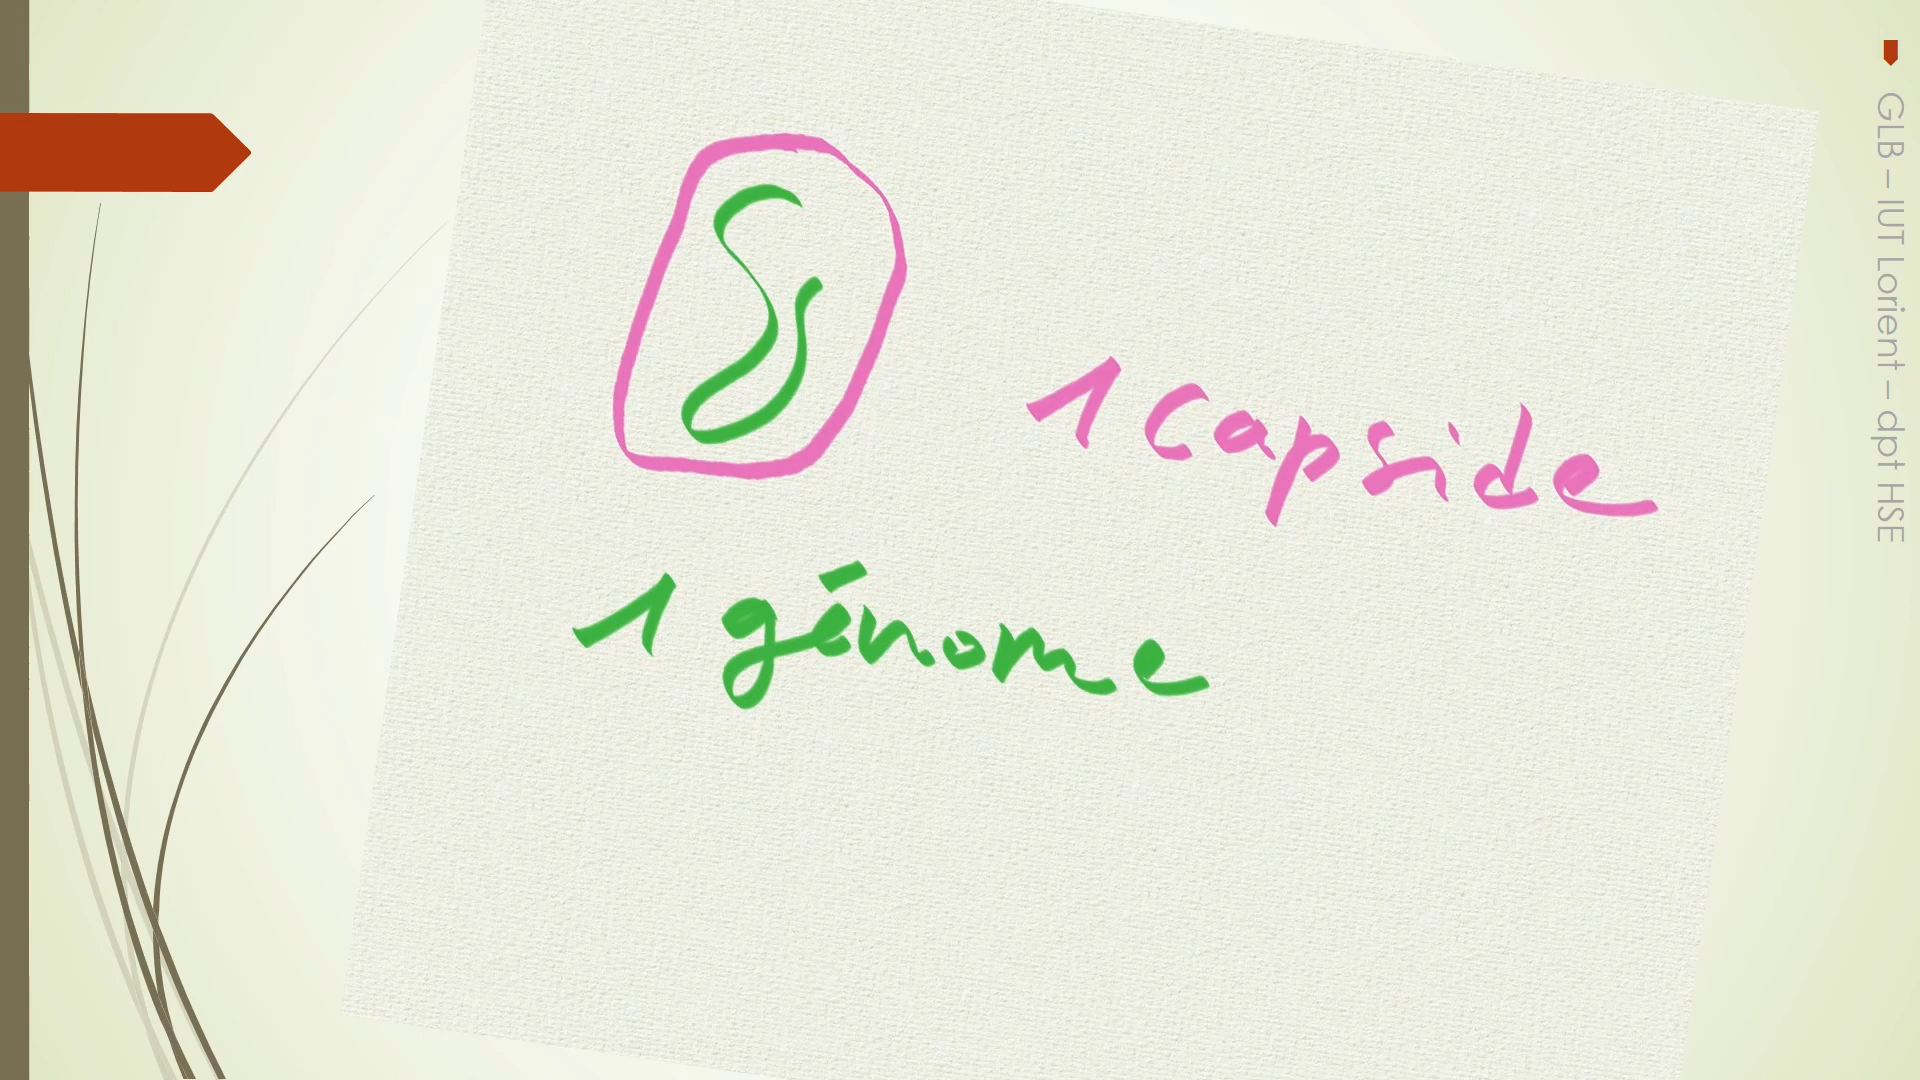 1 capside
1 génome
GLB – IUT Lorient – dpt HSE